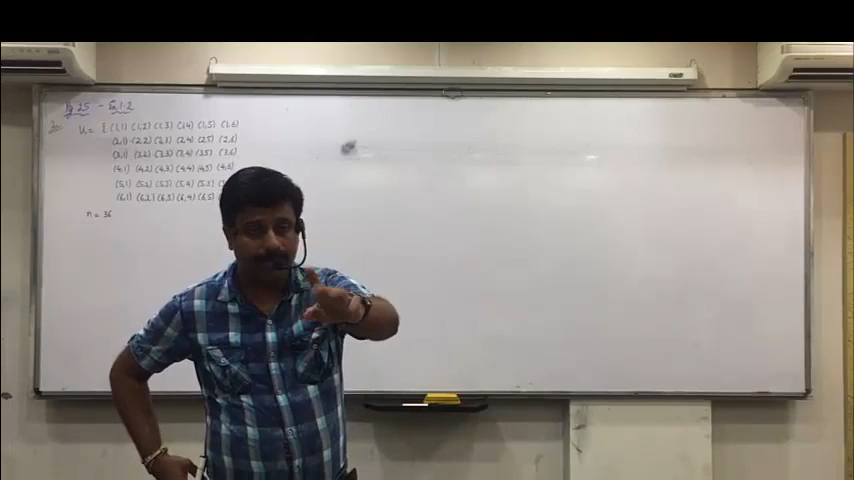 Pg 25 - Ex 1.2
U = { (1,1) (1,2) (1,3) (1,4) (1,5) (1,6)
(2,1) (2,2) (2,3) (2,4) (2,5) (2,6)
(3,1) (3,2) (3,3) (3,4) (3,5) (3,6)
(4,1) (4,2) (4,3) (4,4) (4,5) (4,6)
(5,1) (5,2) (5,3) (5,4) (5,5)
(6,1) (6,2) (6,3) (6,4) (6,5)
n = 36